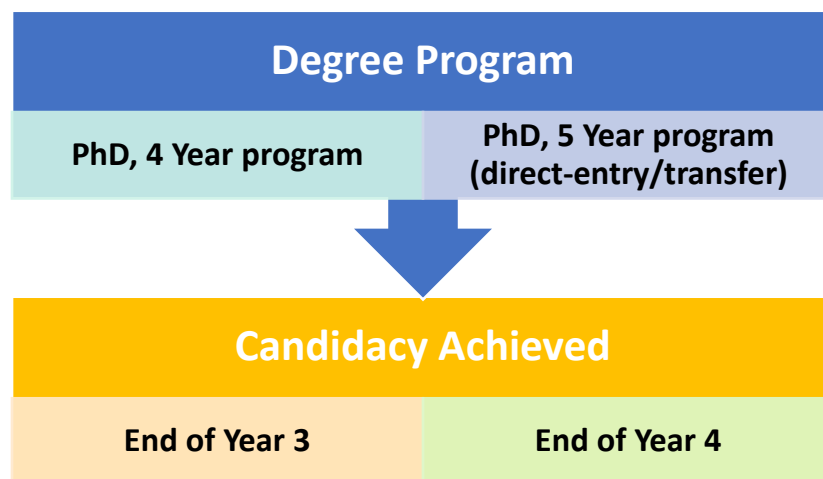 Degree Program
PhD, 4 Year program
PhD, 5 Year program
(direct-entry/transfer)
Candidacy Achieved
End of Year 3
End of Year 4